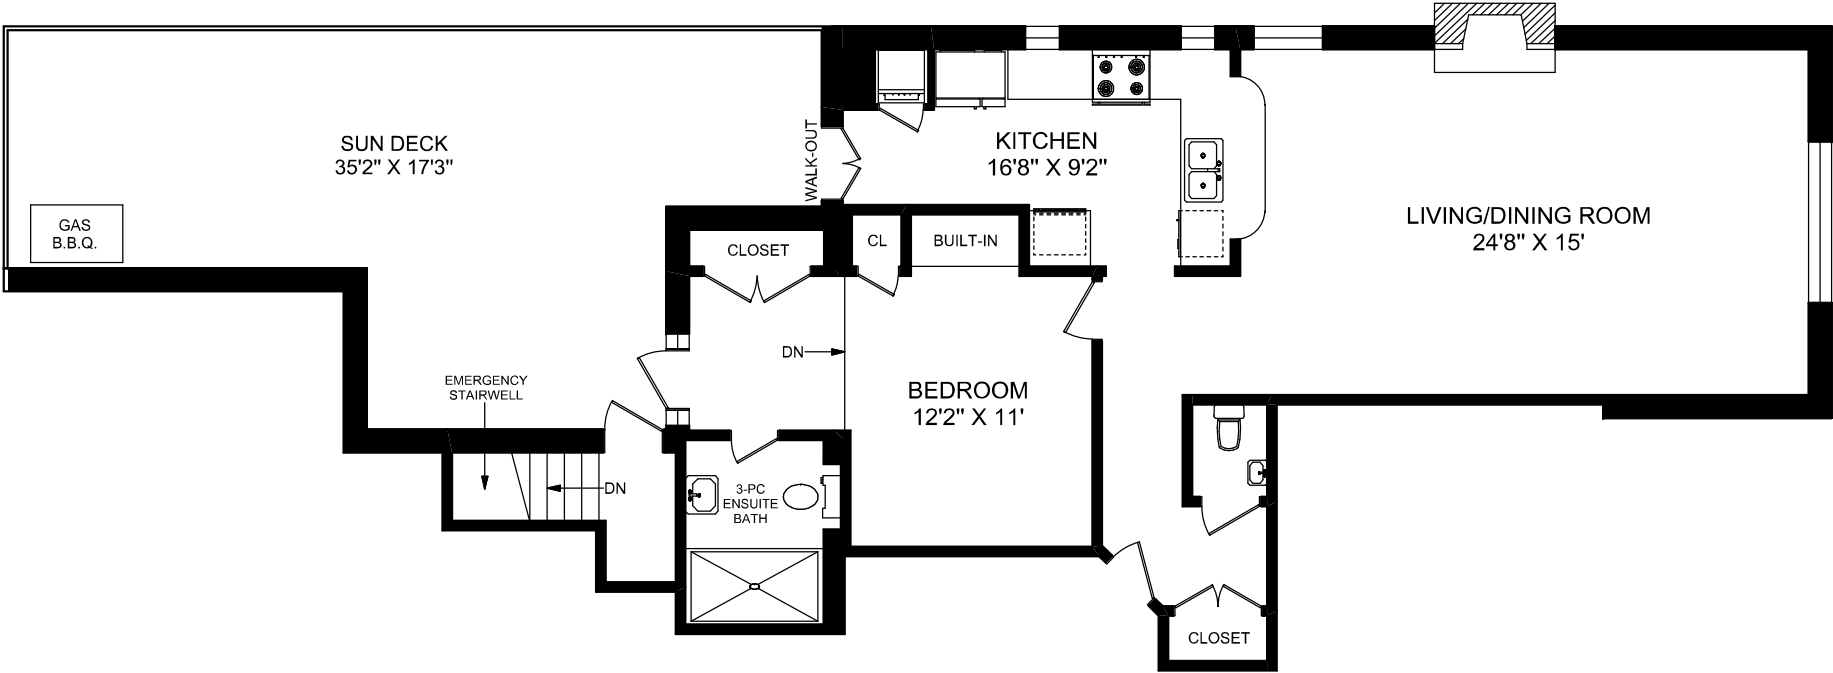 SUN DECK
35'2" X 17'3"
GAS
B.B.Q.
WALK-OUT
KITCHEN
16'8" X 9'2"
LIVING/DINING ROOM
24'8" X 15'
CLOSET
CL
BUILT-IN
DN
EMERGENCY
STAIRWELL
BEDROOM
12'2" X 11'
DN
3-PC
ENSUITE
BATH
CLOSET